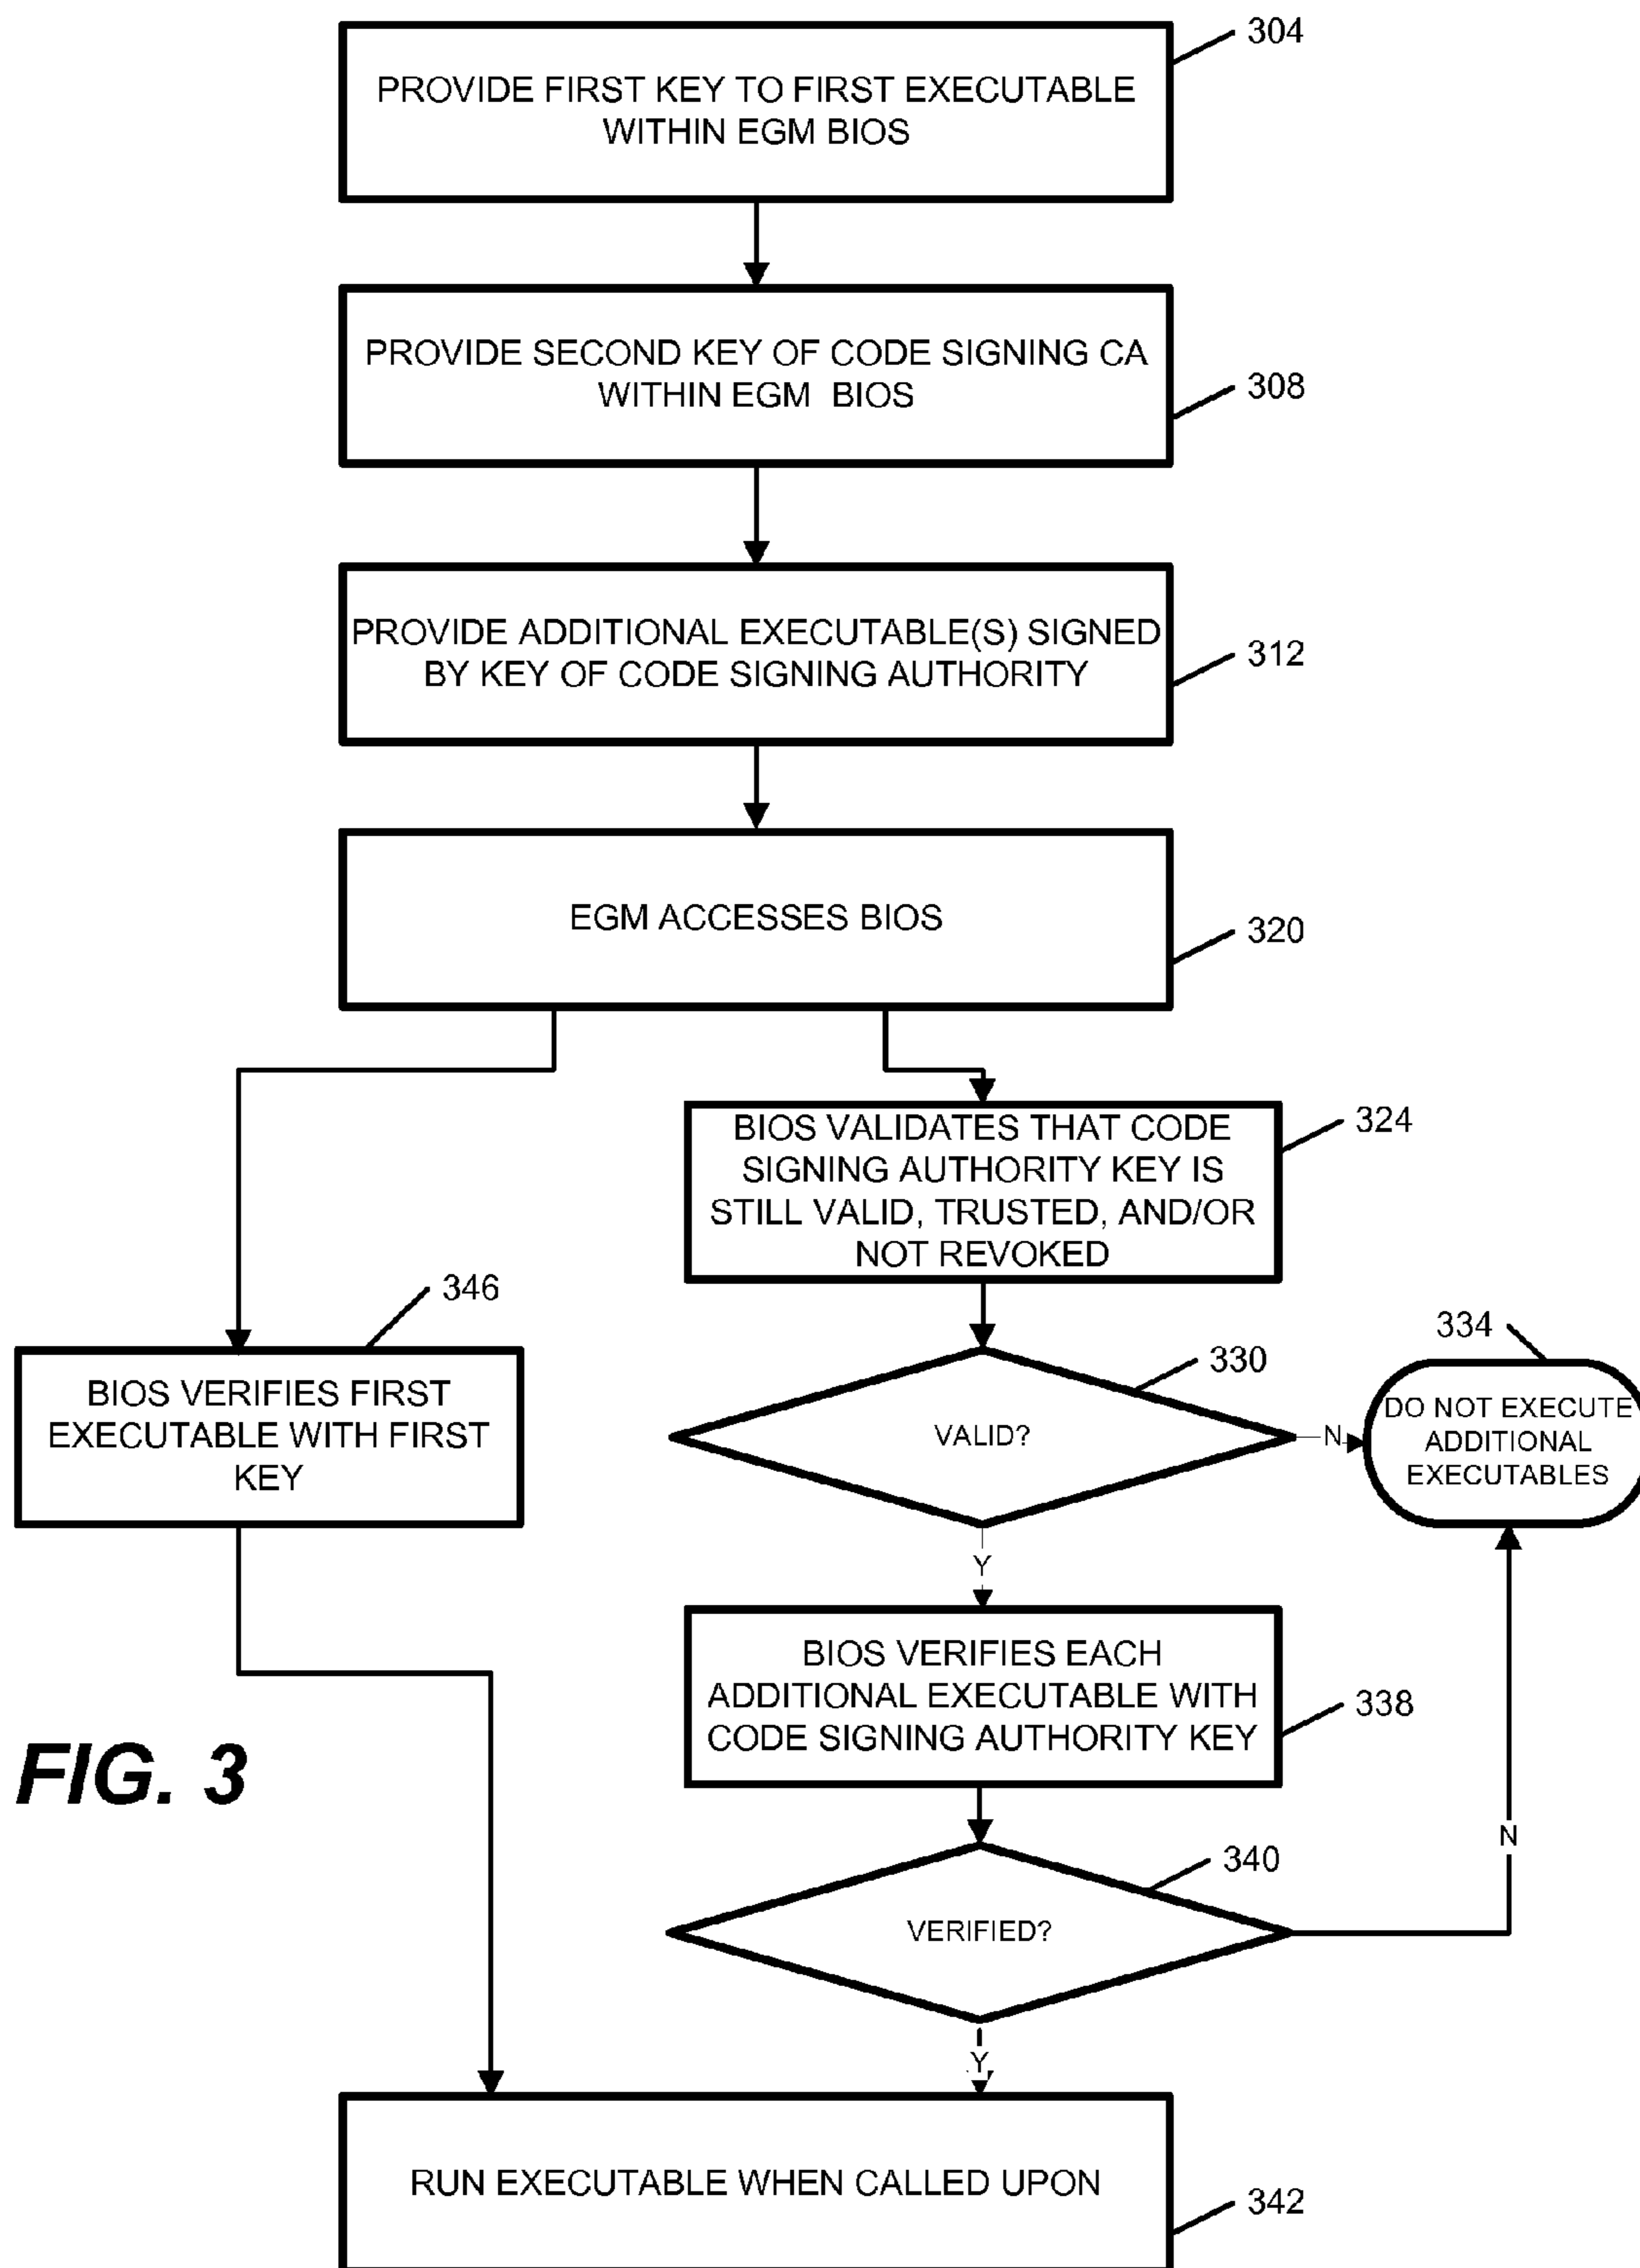 304
PROVIDE FIRST KEY TO FIRST EXECUTABLE
WITHIN EGM BIOS
PROVIDE SECOND KEY OF CODE SIGNING CA
WITHIN EGM BIOS
308
PROVIDE ADDITIONAL EXECUTABLE(S) SIGNED
BY KEY OF CODE SIGNING AUTHORITY
312
EGM ACCESSES BIOS
320
BIOS VALIDATES THAT CODE
SIGNING AUTHORITY KEY IS
STILL VALID, TRUSTED, AND/OR
NOT REVOKED
324
346
BIOS VERIFIES FIRST
EXECUTABLE WITH FIRST
KEY
330
VALID?
N
334
DO NOT EXECUTE
ADDITIONAL
EXECUTABLES
Y
BIOS VERIFIES EACH
ADDITIONAL EXECUTABLE WITH
CODE SIGNING AUTHORITY KEY
338
FIG. 3
340
VERIFIED?
N
Y
RUN EXECUTABLE WHEN CALLED UPON
342